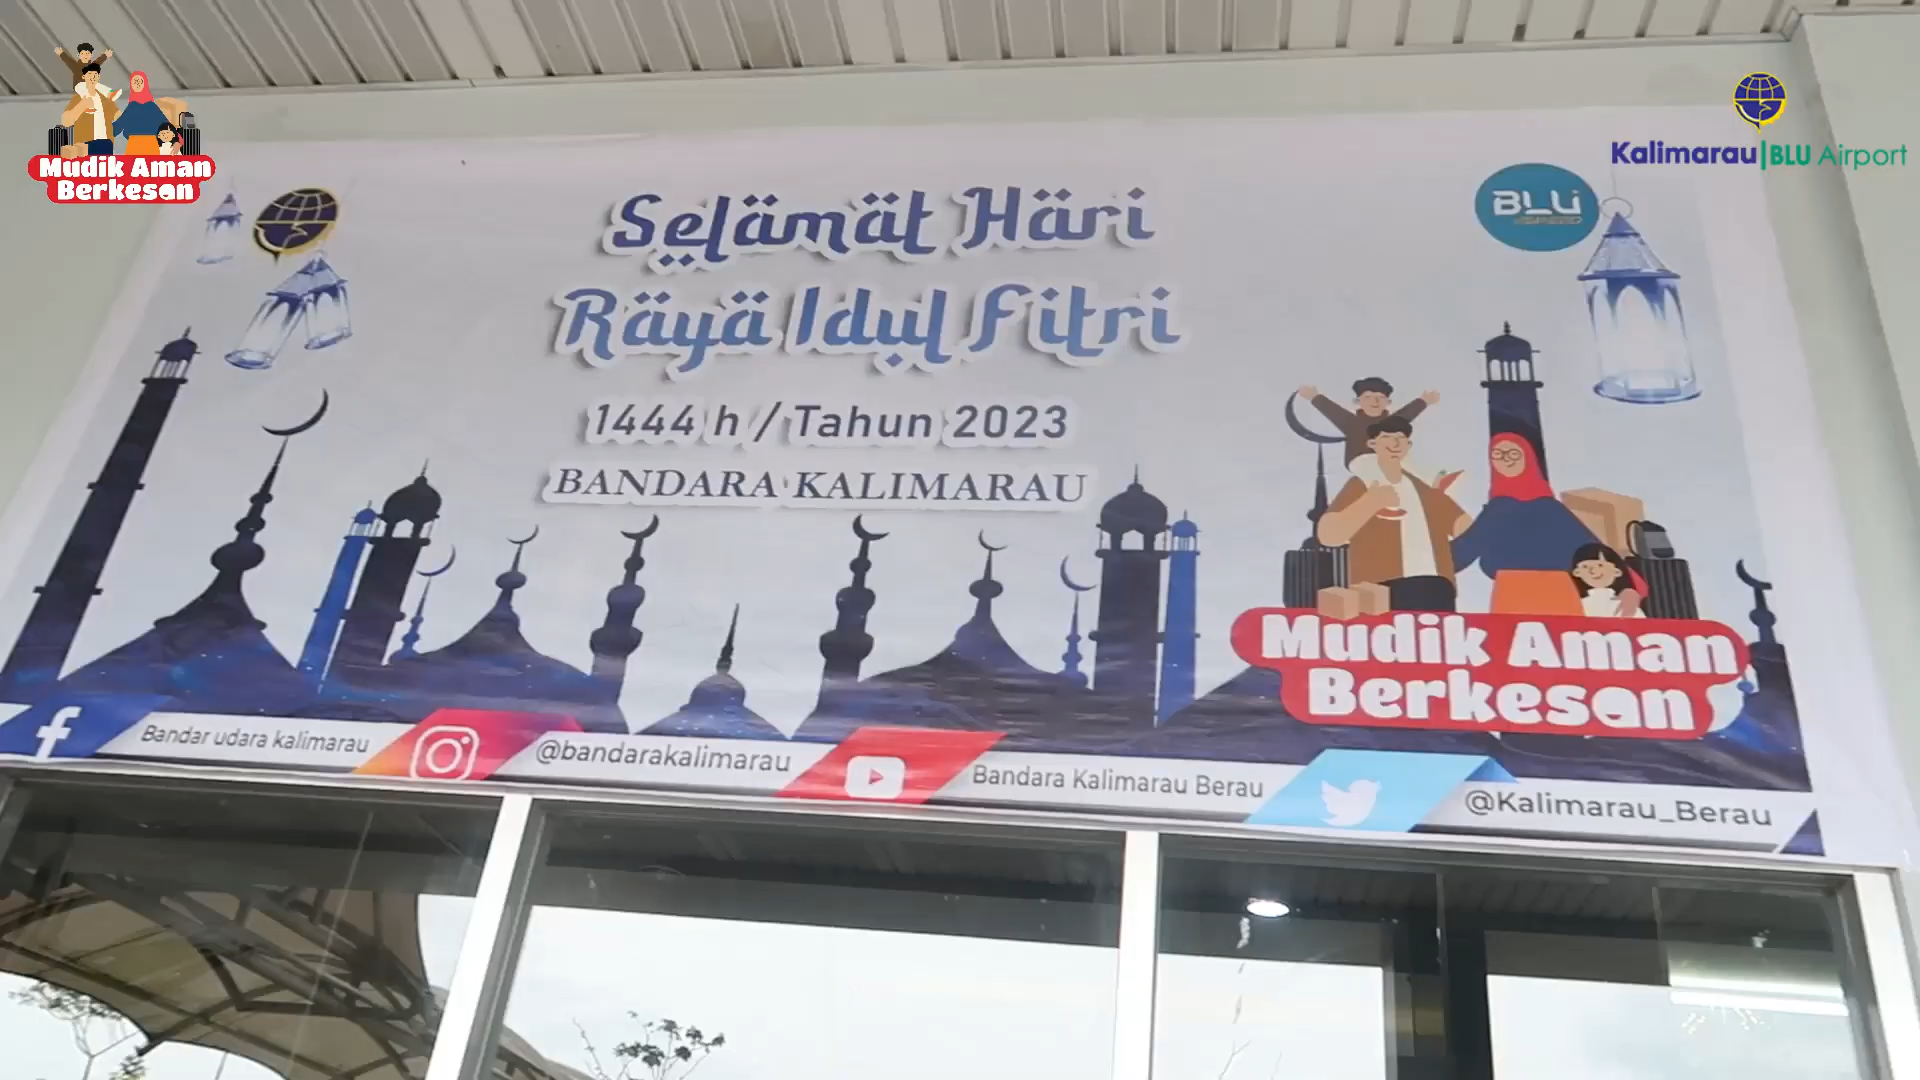 Mudik Aman
Berkesan
Kalimarau|BLU Airport
BLU
Selamat Hari
Raya Idul Fitri
1444 h / Tahun 2023
BANDARA KALIMARAU
Mudik Aman
Berkesan
Bandar udara kalimarau
@bandarakalimarau
Bandara Kalimarau Berau
@Kalimarau_Berau